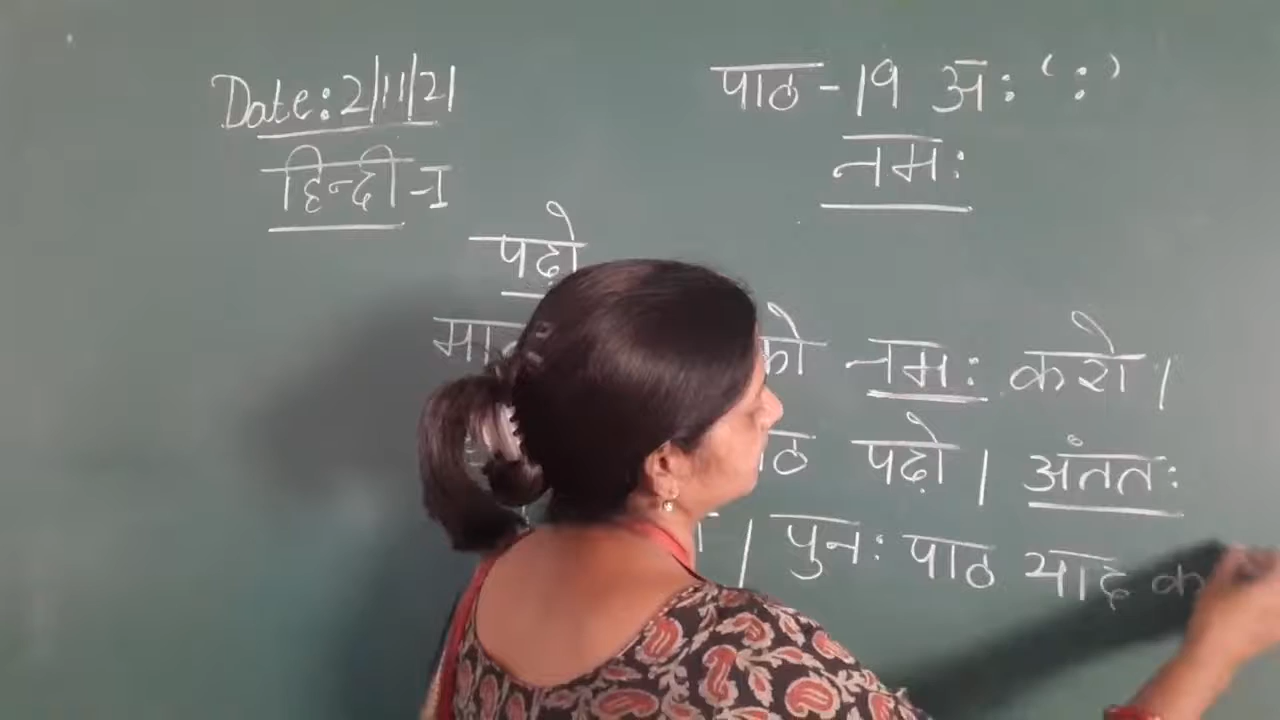 Date: 2/11/21
हिन्दी-I
पाठ-19 अः (:)
नमः
पढ़ो
को नमः करो।
पढ़ो। अंततः
। पुनः पाठ याद क